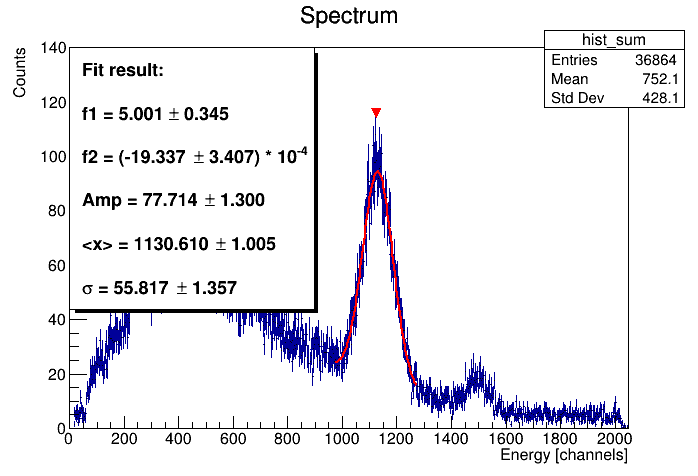 Spectrum
hist_sum
Entries 36864
Mean 752.1
Std Dev 428.1
Counts
140
120
100
80
60
40
20
0
Fit result:
f1 = 5.001 ± 0.345
f2 = (-19.337 ± 3.407) * 10^-4
Amp = 77.714 ± 1.300
<x> = 1130.610 ± 1.005
σ = 55.817 ± 1.357
0 200 400 600 800 1000 1200 1400 1600 1800 2000
Energy [channels]